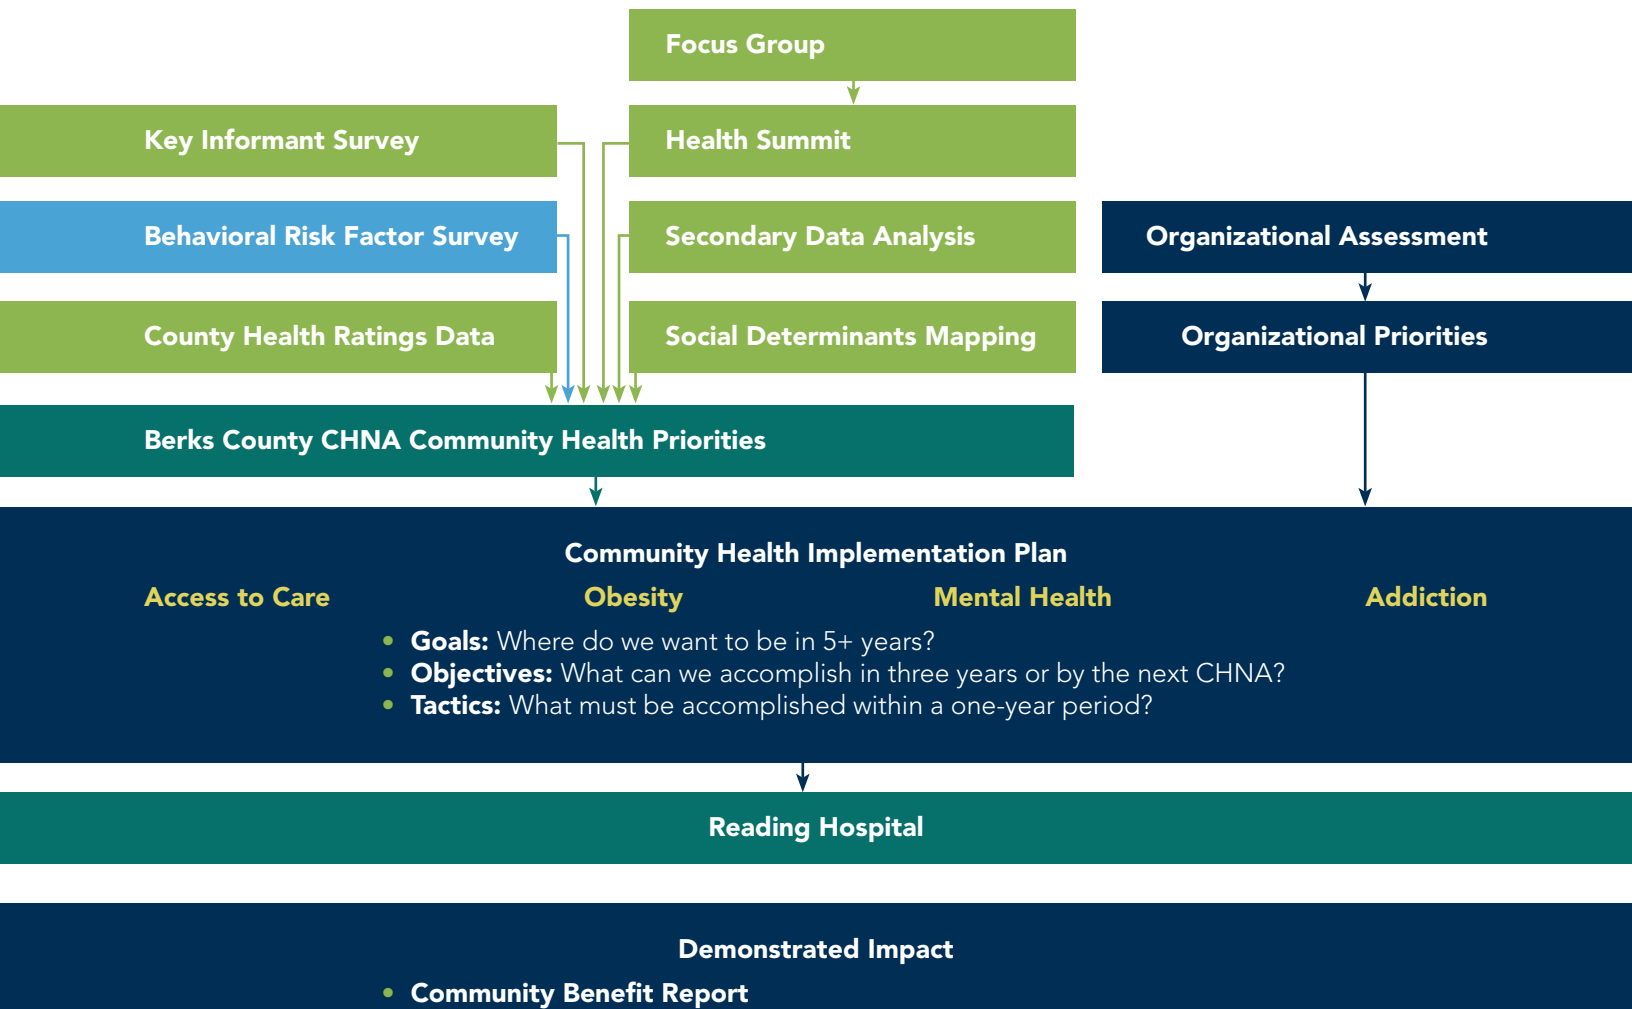 Focus Group
Key Informant Survey
Health Summit
Behavioral Risk Factor Survey
Secondary Data Analysis
Organizational Assessment
County Health Ratings Data
Social Determinants Mapping
Organizational Priorities
Berks County CHNA Community Health Priorities
Community Health Implementation Plan
Access to Care
Obesity
Mental Health
Addiction
• Goals: Where do we want to be in 5+ years?
• Objectives: What can we accomplish in three years or by the next CHNA?
• Tactics: What must be accomplished within a one-year period?
Reading Hospital
Demonstrated Impact
• Community Benefit Report